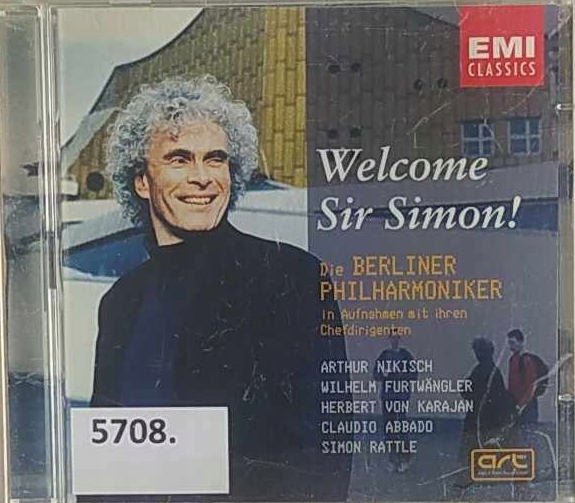 EMI
CLASSICS
Welcome
Sir Simon!
Die BERLINER
PHILHARMONIKER
in Aufnahmen mit ihren
Chefdirigenten
ARTHUR NIKISCH
WILHELM FURTWÄNGLER
HERBERT VON KARAJAN
CLAUDIO ABBADO
SIMON RATTLE
5708.
art